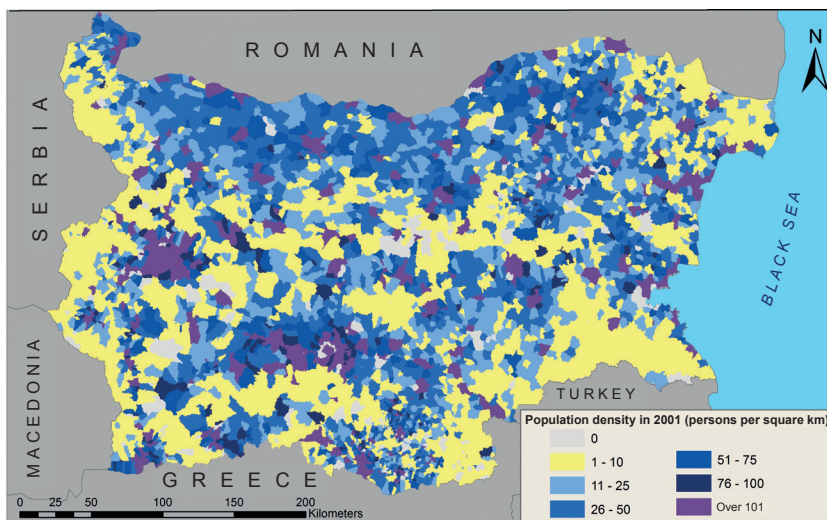 ROMANIA
N
SERBIA
BLACK SEA
MACEDONIA
TURKEY
GREECE
Population density in 2001 (persons per square km)
0
1 - 10
11 - 25
26 - 50
51 - 75
76 - 100
Over 101
0 25 50 100 150 200
Kilometers